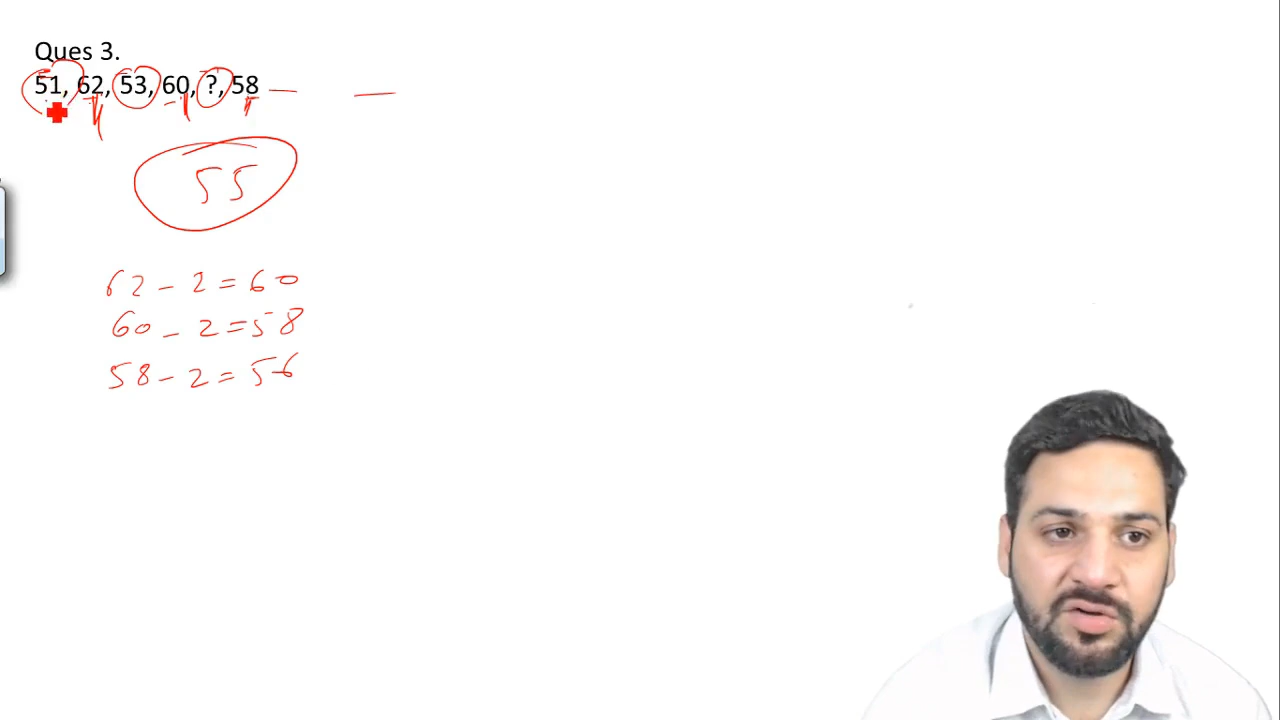 Ques 3.
51, 62, 53, 60, ?, 58
55
62 - 2 = 60
60 - 2 = 58
58 - 2 = 56